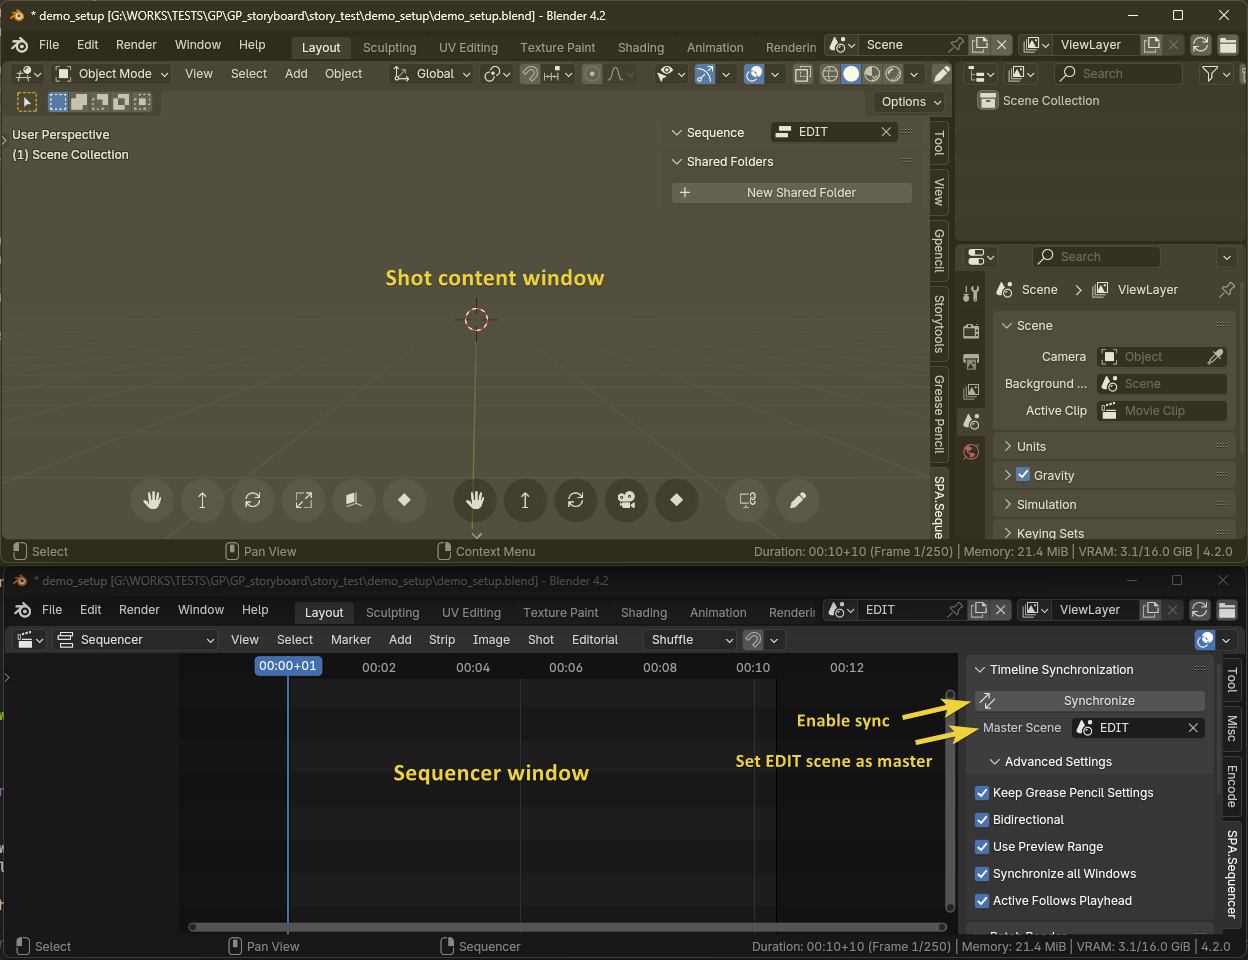 * demo_setup [G:\WORKS\TESTS\GP\GP_storyboard\story_test\demo_setup\demo_setup.blend] - Blender 4.2
File Edit Render Window Help Layout Sculpting UV Editing Texture Paint Shading Animation Renderin Scene ViewLayer
Object Mode View Select Add Object Global Search
Options
Scene Collection
User Perspective
(1) Scene Collection
Sequence EDIT
Shared Folders
New Shared Folder
Tool
View
Gpencil
Storytools
Grease Pencil
SPA.Seque
Shot content window
Search
Scene ViewLayer
Scene
Camera Object
Background ... Scene
Active Clip Movie Clip
Units
Gravity
Simulation
Keying Sets
Select Pan View Context Menu Duration: 00:10+10 (Frame 1/250) | Memory: 21.4 MiB | VRAM: 3.1/16.0 GiB | 4.2.0
* demo_setup [G:\WORKS\TESTS\GP\GP_storyboard\story_test\demo_setup\demo_setup.blend] - Blender 4.2
File Edit Render Window Help Layout Sculpting UV Editing Texture Paint Shading Animation Renderin EDIT ViewLayer
Sequencer View Select Marker Add Strip Image Shot Editorial Shuffle
00:00+01 00:02 00:04 00:06 00:08 00:10 00:12
Timeline Synchronization
Synchronize
Master Scene EDIT
Advanced Settings
Keep Grease Pencil Settings
Bidirectional
Use Preview Range
Synchronize all Windows
Active Follows Playhead
Tool
Misc
Encode
SPA.Sequencer
Enable sync
Set EDIT scene as master
Sequencer window
Select Pan View Sequencer Duration: 00:10+10 (Frame 1/250) | Memory: 21.4 MiB | VRAM: 3.1/16.0 GiB | 4.2.0